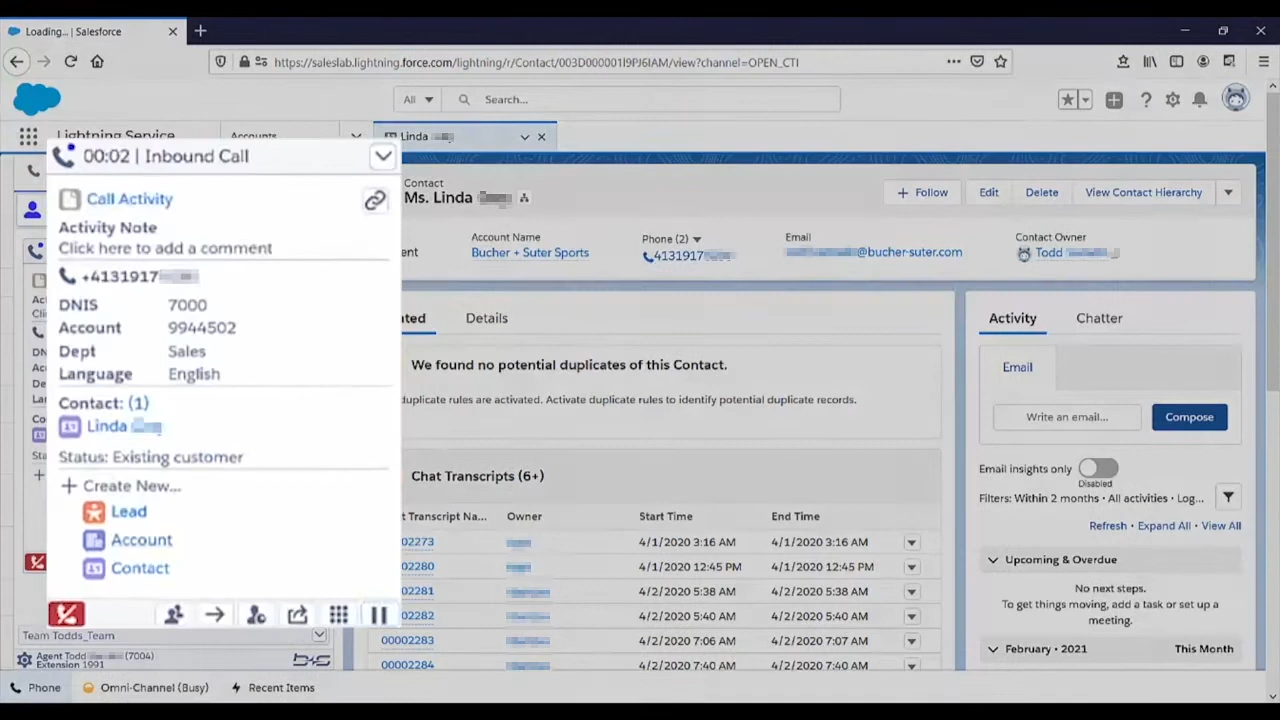 Loading... | Salesforce
https://saleslab.lightning.force.com/lightning/r/Contact/003D000001I9PJ6IAM/view?channel=OPEN_CTI
All
Search...
Lightning Service
Accounts
Linda
00:02 | Inbound Call
Call Activity
Activity Note
Click here to add a comment
+4131917
DNIS 7000
Account 9944502
Dept Sales
Language English
Contact: (1)
Linda
Status: Existing customer
Create New...
Lead
Account
Contact
Team Todds_Team
Agent Todd (7004)
Extension 1991
b+s
Contact
Ms. Linda
+ Follow
Edit
Delete
View Contact Hierarchy
Account Name
Bucher + Suter Sports
Phone (2)
4131917
Email
@bucher-suter.com
Contact Owner
Todd
Details
We found no potential duplicates of this Contact.
duplicate rules are activated. Activate duplicate rules to identify potential duplicate records.
Chat Transcripts (6+)
Transcript Na... Owner Start Time End Time
02273 4/1/2020 3:16 AM 4/1/2020 3:16 AM
02280 4/1/2020 12:45 PM 4/1/2020 12:45 PM
02281 4/2/2020 5:38 AM 4/2/2020 5:38 AM
02282 4/2/2020 5:40 AM 4/2/2020 5:40 AM
00002283 4/2/2020 7:06 AM 4/2/2020 7:07 AM
00002284 4/2/2020 7:40 AM 4/2/2020 7:40 AM
Activity
Chatter
Email
Write an email...
Compose
Email insights only
Disabled
Filters: Within 2 months • All activities • Log...
Refresh • Expand All • View All
Upcoming & Overdue
No next steps.
To get things moving, add a task or set up a
meeting.
February • 2021 This Month
Phone
Omni-Channel (Busy)
Recent Items